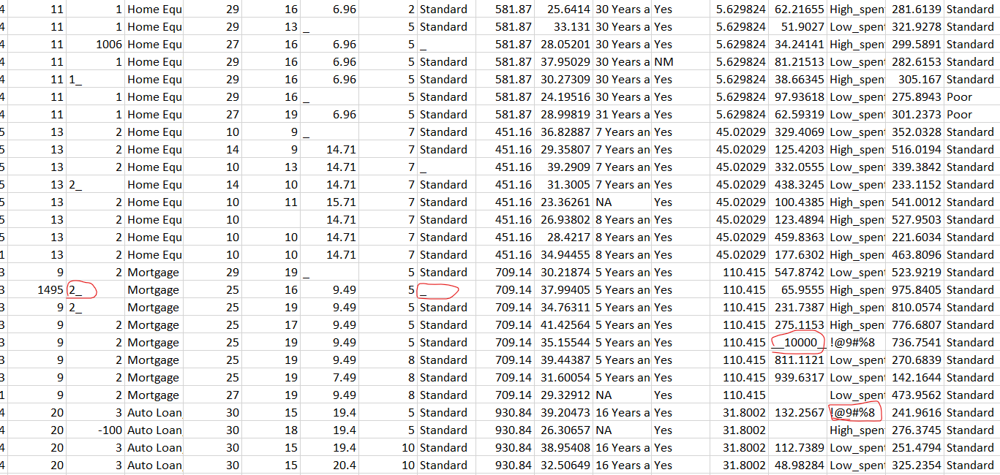 4 11 1 Home Equ 29 16 6.96 2 Standard 581.87 25.6414 30 Years a Yes 5.629824 62.21655 High_spen 281.6139 Standard
4 11 1 Home Equ 29 13 _ 5 Standard 581.87 33.131 30 Years a Yes 5.629824 51.9027 Low_spent 321.9278 Standard
4 11 1006 Home Equ 27 16 6.96 5 _ 581.87 28.05201 30 Years a Yes 5.629824 34.24141 High_spen 299.5891 Standard
4 11 1 Home Equ 29 16 6.96 5 Standard 581.87 37.95029 30 Years a NM 5.629824 81.21513 Low_spent 282.6153 Standard
4 11 1_ Home Equ 29 16 6.96 5 Standard 581.87 30.27309 30 Years a Yes 5.629824 38.66345 High_spen 305.167 Standard
4 11 1 Home Equ 29 16 _ 5 Standard 581.87 24.19516 30 Years a Yes 5.629824 97.93618 Low_spent 275.8943 Poor
4 11 1 Home Equ 27 19 6.96 5 Standard 581.87 28.99819 31 Years a Yes 5.629824 62.59319 Low_spent 301.2373 Poor
5 13 2 Home Equ 10 9 _ 7 Standard 451.16 36.82887 7 Years an Yes 45.02029 329.4069 Low_spent 352.0328 Standard
5 13 2 Home Equ 14 9 14.71 7 Standard 451.16 29.35807 7 Years an Yes 45.02029 125.4203 High_spen 516.0194 Standard
5 13 2 Home Equ 10 13 14.71 7 _ 451.16 39.2909 7 Years an Yes 45.02029 332.0555 Low_spent 339.3842 Standard
5 13 2_ Home Equ 14 10 14.71 7 Standard 451.16 31.3005 7 Years an Yes 45.02029 438.3245 Low_spent 233.1152 Standard
5 13 2 Home Equ 10 11 15.71 7 Standard 451.16 23.36261 NA Yes 45.02029 100.4385 High_spen 541.0012 Standard
5 13 2 Home Equ 10 14.71 7 Standard 451.16 26.93802 8 Years an Yes 45.02029 123.4894 High_spen 527.9503 Standard
5 13 2 Home Equ 10 10 14.71 7 Standard 451.16 28.4217 8 Years an Yes 45.02029 459.8363 Low_spent 221.6034 Standard
1 13 2 Home Equ 10 10 14.71 7 Standard 451.16 34.94455 8 Years an Yes 45.02029 177.6302 High_spen 463.8096 Standard
3 9 2 Mortgage 29 19 _ 5 Standard 709.14 30.21874 5 Years an Yes 110.415 547.8742 Low_spent 523.9219 Standard
3 1495 2_ Mortgage 25 16 9.49 5 _ 709.14 37.99405 5 Years an Yes 110.415 65.9555 High_spen 975.8405 Standard
3 9 2_ Mortgage 25 19 9.49 5 Standard 709.14 34.76311 5 Years an Yes 110.415 231.7387 High_spen 810.0574 Standard
3 9 2 Mortgage 25 17 9.49 5 Standard 709.14 41.42564 5 Years an Yes 110.415 275.1153 High_spen 776.6807 Standard
3 9 2 Mortgage 25 19 9.49 5 Standard 709.14 35.15544 5 Years an Yes 110.415 __10000__ !@9#%8 736.7541 Standard
3 9 2 Mortgage 25 19 9.49 8 Standard 709.14 39.44387 5 Years an Yes 110.415 811.1121 Low_spent 270.6839 Standard
3 9 2 Mortgage 25 19 7.49 8 Standard 709.14 31.60054 5 Years an Yes 110.415 939.6317 Low_spent 142.1644 Standard
1 9 2 Mortgage 27 19 9.49 8 Standard 709.14 29.32912 NA Yes 110.415 Low_spent 473.9562 Standard
4 20 3 Auto Loan, 30 15 19.4 5 Standard 930.84 39.20473 16 Years a Yes 31.8002 132.2567 !@9#%8 241.9616 Standard
4 20 -100 Auto Loan, 30 18 19.4 5 Standard 930.84 26.30657 NA Yes 31.8002 High_spen 276.3745 Standard
4 20 3 Auto Loan, 30 15 19.4 10 Standard 930.84 38.95408 16 Years a Yes 31.8002 112.7389 Low_spent 251.4794 Standard
4 20 3 Auto Loan, 30 15 20.4 10 Standard 930.84 32.50649 16 Years a Yes 31.8002 48.98284 Low_spent 325.2354 Standard